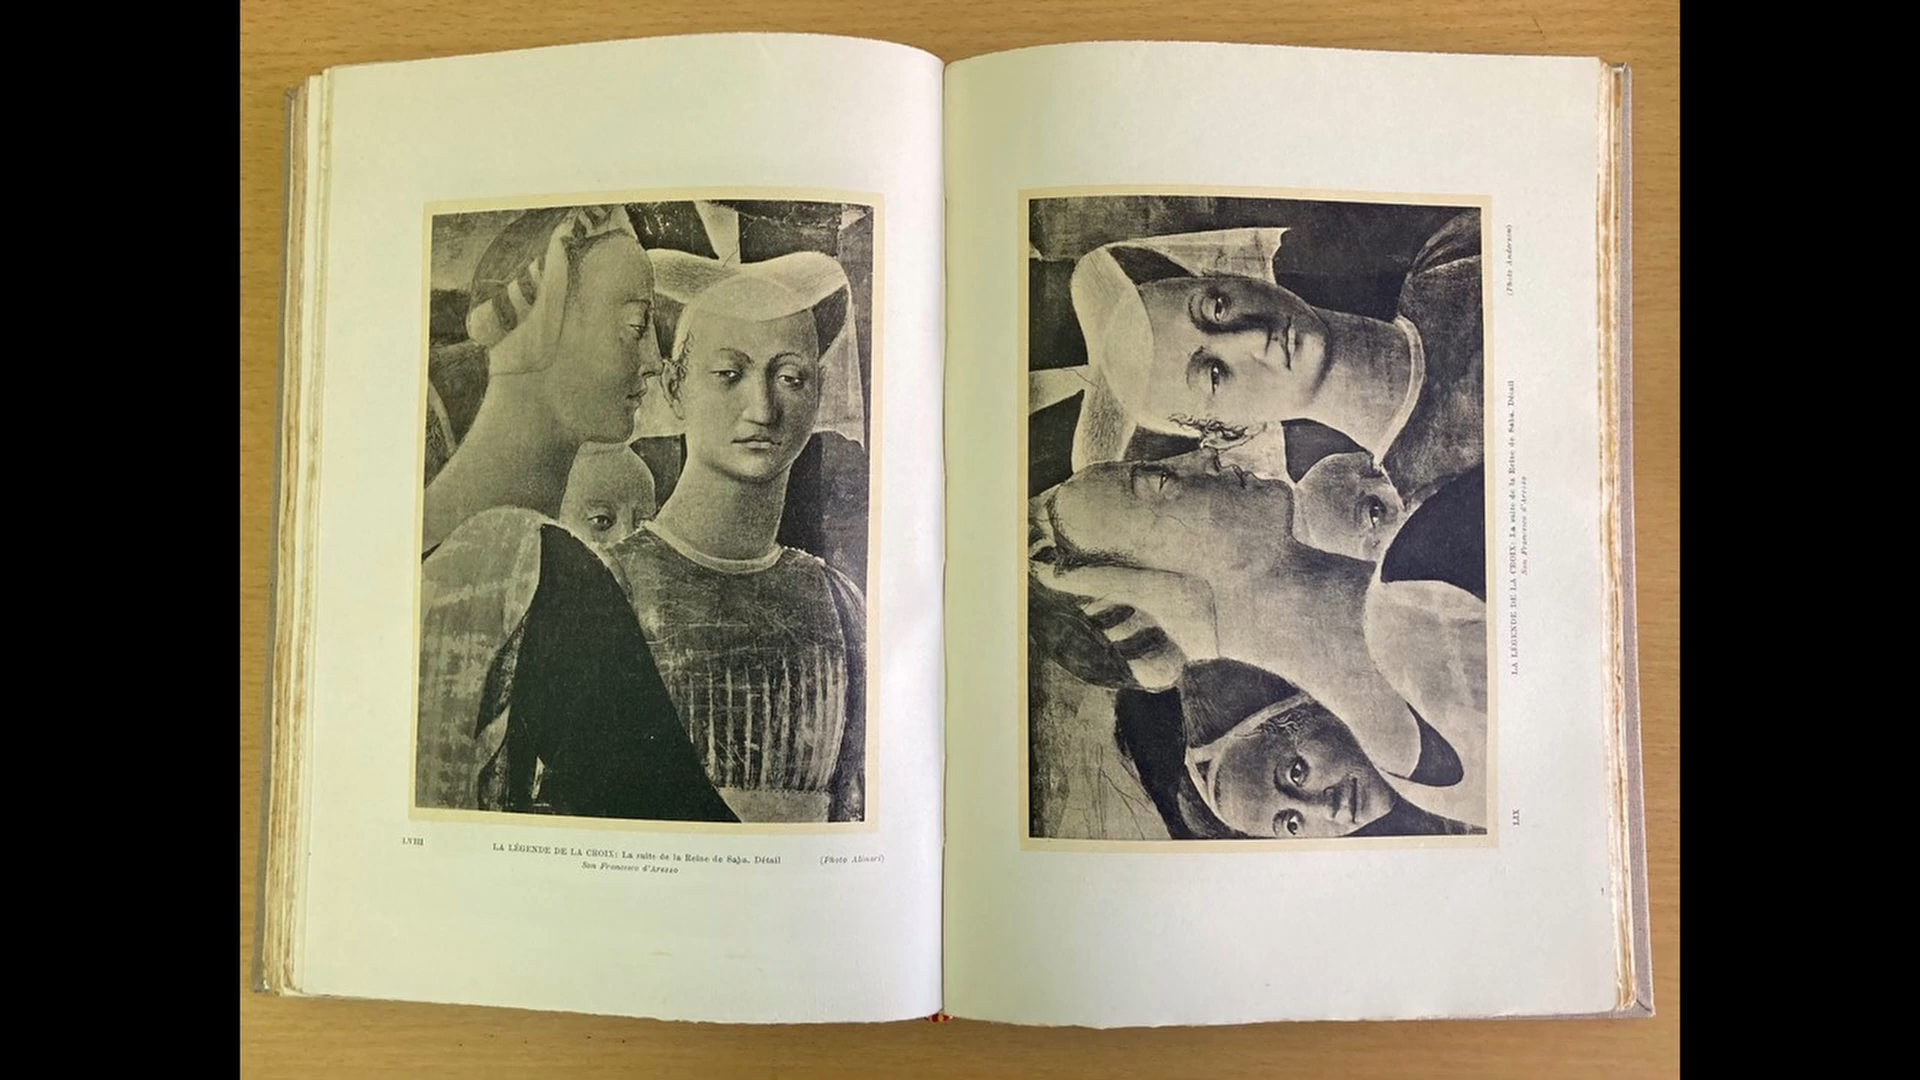 LVIII
LA LÉGENDE DE LA CROIX: La suite de la Reine de Saba. Détail
San Francesco d'Arezzo
(Photo Alinari)
LA LÉGENDE DE LA CROIX: La suite de la Reine de Saba. Détail
San Francesco d'Arezzo
(Photo Anderson)
LIX